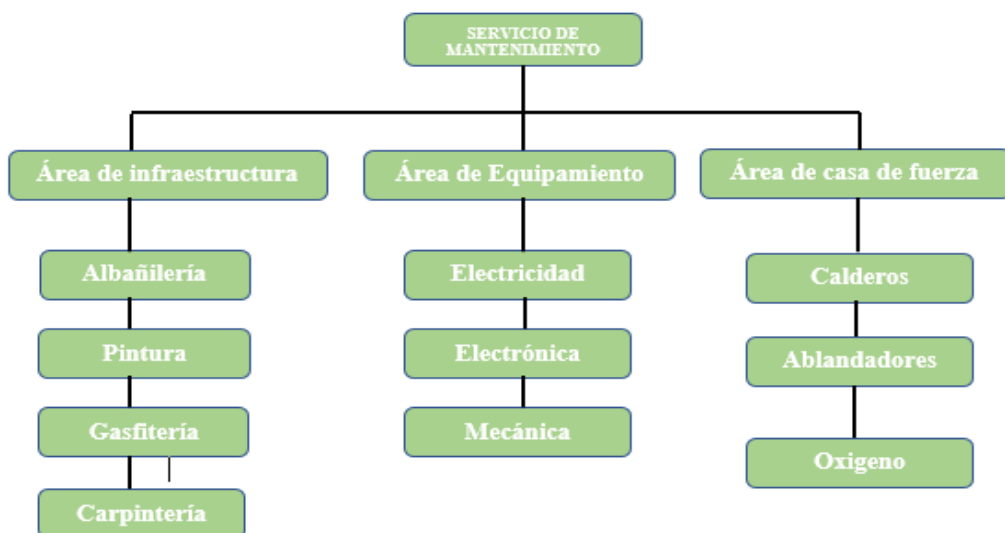 SERVICIO DE
MANTENIMIENTO
Área de infraestructura
Área de Equipamiento
Área de casa de fuerza
Albañilería
Electricidad
Calderos
Pintura
Electrónica
Ablandadores
Gasfitería
Mecánica
Oxigeno
Carpintería